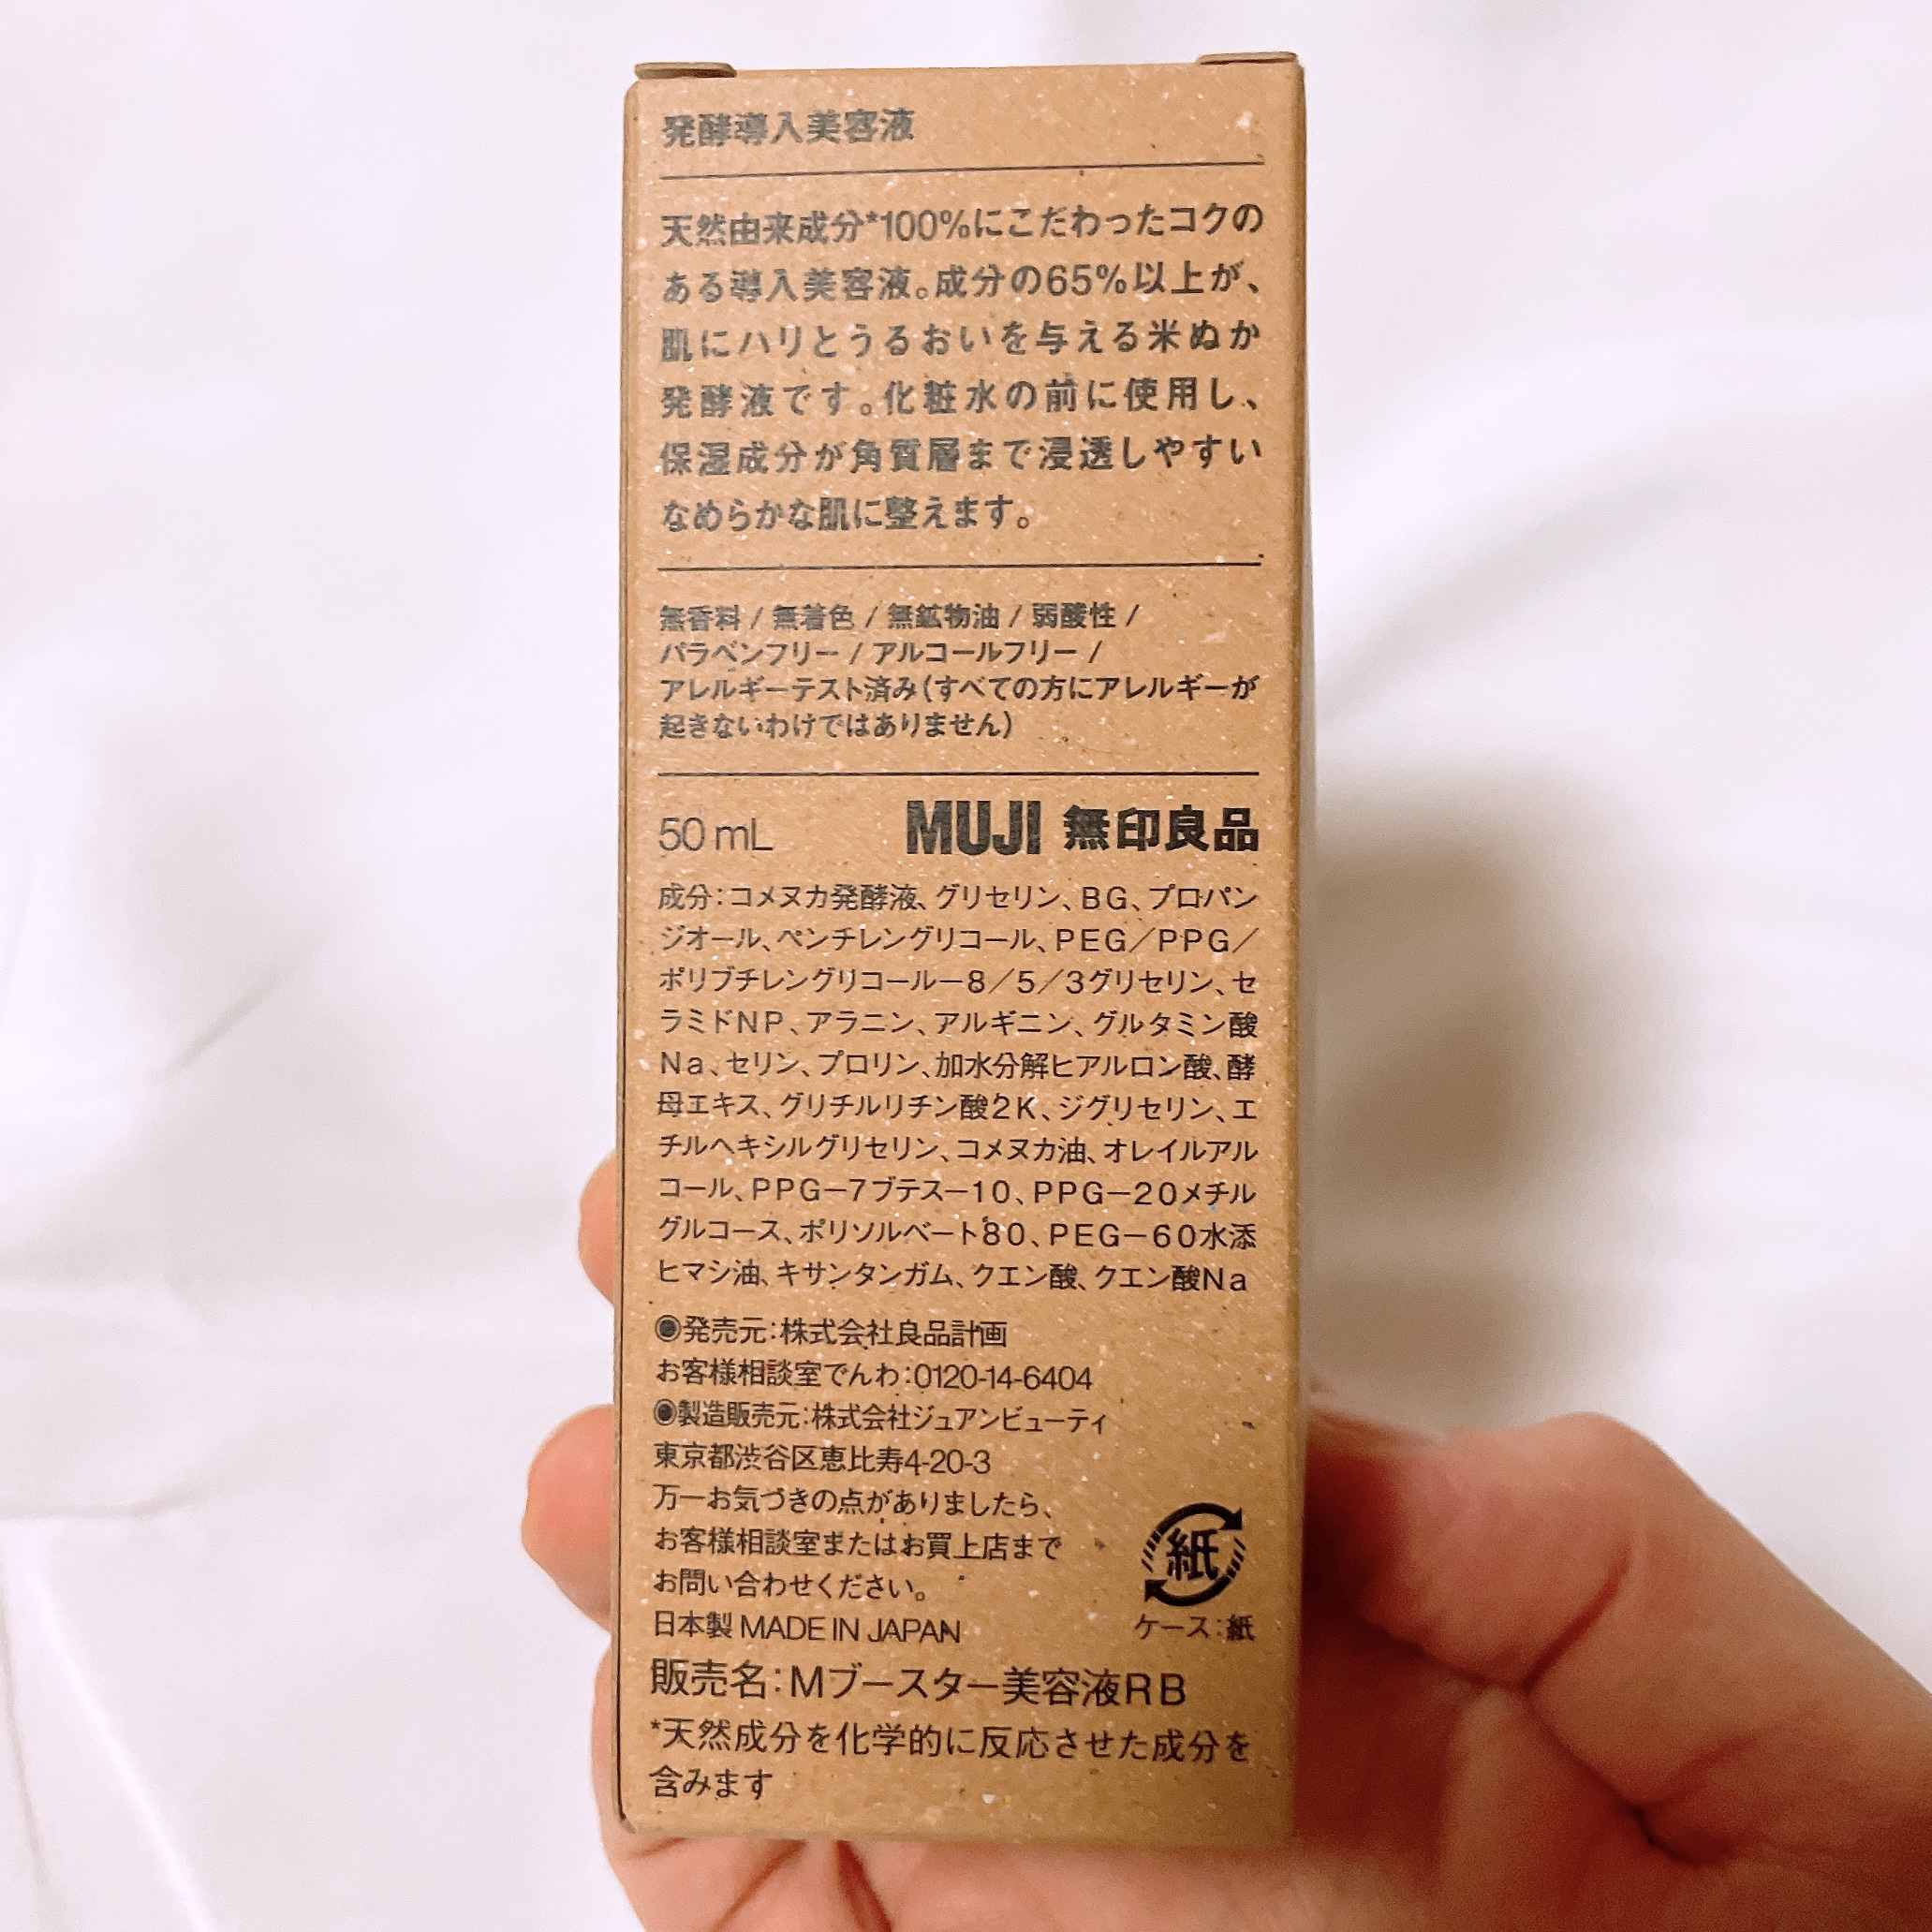 発酵導入美容液
天然由来成分*100%にこだわったコクの
ある導入美容液。成分の65%以上が、
肌にハリとうるおいを与える米ぬか
発酵液です。化粧水の前に使用し、
保湿成分が角質層まで浸透しやすい
なめらかな肌に整えます。
無香料 / 無着色 / 無鉱物油 / 弱酸性 /
パラベンフリー / アルコールフリー /
アレルギーテスト済み(すべての方にアレルギーが
起きないわけではありません)
50 mL MUJI 無印良品
成分:コメヌカ発酵液、グリセリン、BG、プロパン
ジオール、ペンチレングリコール、PEG/PPG/
ポリブチレングリコール-8/5/3グリセリン、セ
ラミドNP、アラニン、アルギニン、グルタミン酸
Na、セリン、プロリン、加水分解ヒアルロン酸、酵
母エキス、グリチルリチン酸2K、ジグリセリン、エ
チルヘキシルグリセリン、コメヌカ油、オレイルアル
コール、PPG-7ブテス-10、PPG-20メチル
グルコース、ポリソルベート80、PEG-60水添
ヒマシ油、キサンタンガム、クエン酸、クエン酸Na
◉発売元:株式会社良品計画
お客様相談室でんわ:0120-14-6404
◉製造販売元:株式会社ジュアンビューティ
東京都渋谷区恵比寿4-20-3
万一お気づきの点がありましたら、
お客様相談室またはお買上店まで
お問い合わせください。
紙
日本製 MADE IN JAPAN ケース:紙
販売名:Mブースター美容液RB
*天然成分を化学的に反応させた成分を
含みます